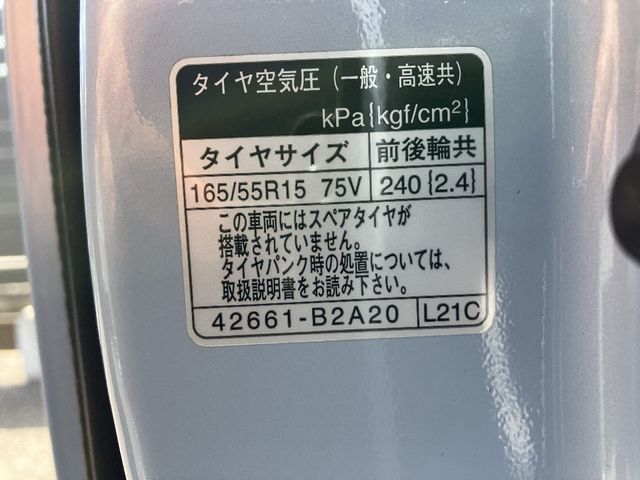 タイヤ空気圧（一般・高速共）
kPa{kgf/cm²}
タイヤサイズ 前後輪共
165/55R15 75V 240{2.4}
この車両にはスペアタイヤが
搭載されていません。
タイヤパンク時の処置については、
取扱説明書をお読み下さい。
42661-B2A20 L21C